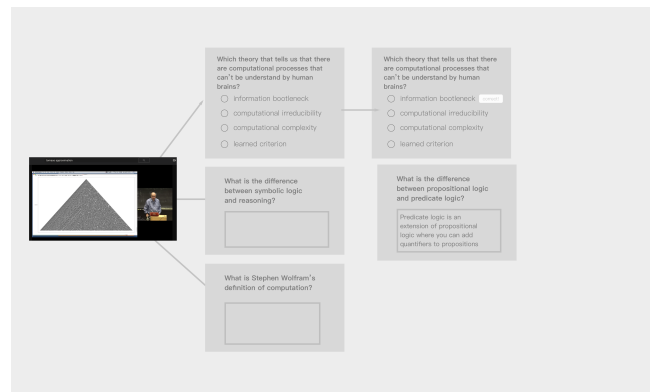 Which theory that tells us that there
are computational processes that
can't be understand by human
brains?
information bootleneck
computational irreducibility
computational complexity
learned criterion
Which theory that tells us that there
are computational processes that
can't be understand by human
brains?
information bootleneck
computational irreducibility
computational complexity
learned criterion
What is the difference
between symbolic logic
and reasoning?
What is the difference
between propositional logic
and predicate logic?
Predicate logic is an
extension of propositional
logic where you can add
quantifiers to propositions
What is Stephen Wolfram's
definition of computation?